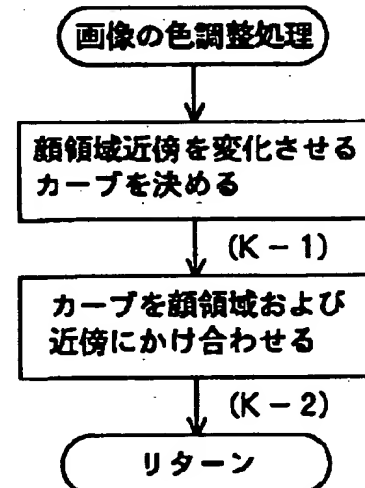 画像の色調整処理
顔領域近傍を変化させる
カーブを決める
(K－1)
カーブを顔領域および
近傍にかけ合わせる
(K－2)
リターン